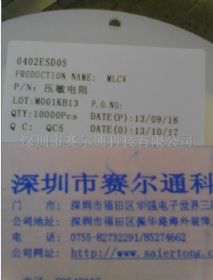 0402ESD05
PRODUCTION NAME: MLCV
P/N: 压敏电阻
LOT: M001KB13 P.O.NO:
QTY: 10000Pcs D(P):13/09/16
Q C: QC5 D(O):13/10/17
深圳市赛尔通科技有限公司
深圳市赛尔通科
门 市: 深圳市福田区华强电子世界三
公司地址: 深圳市福田区振华路海外装饰
电 话: 0755-82732291/85274662
网 址: http://www.saiertong.